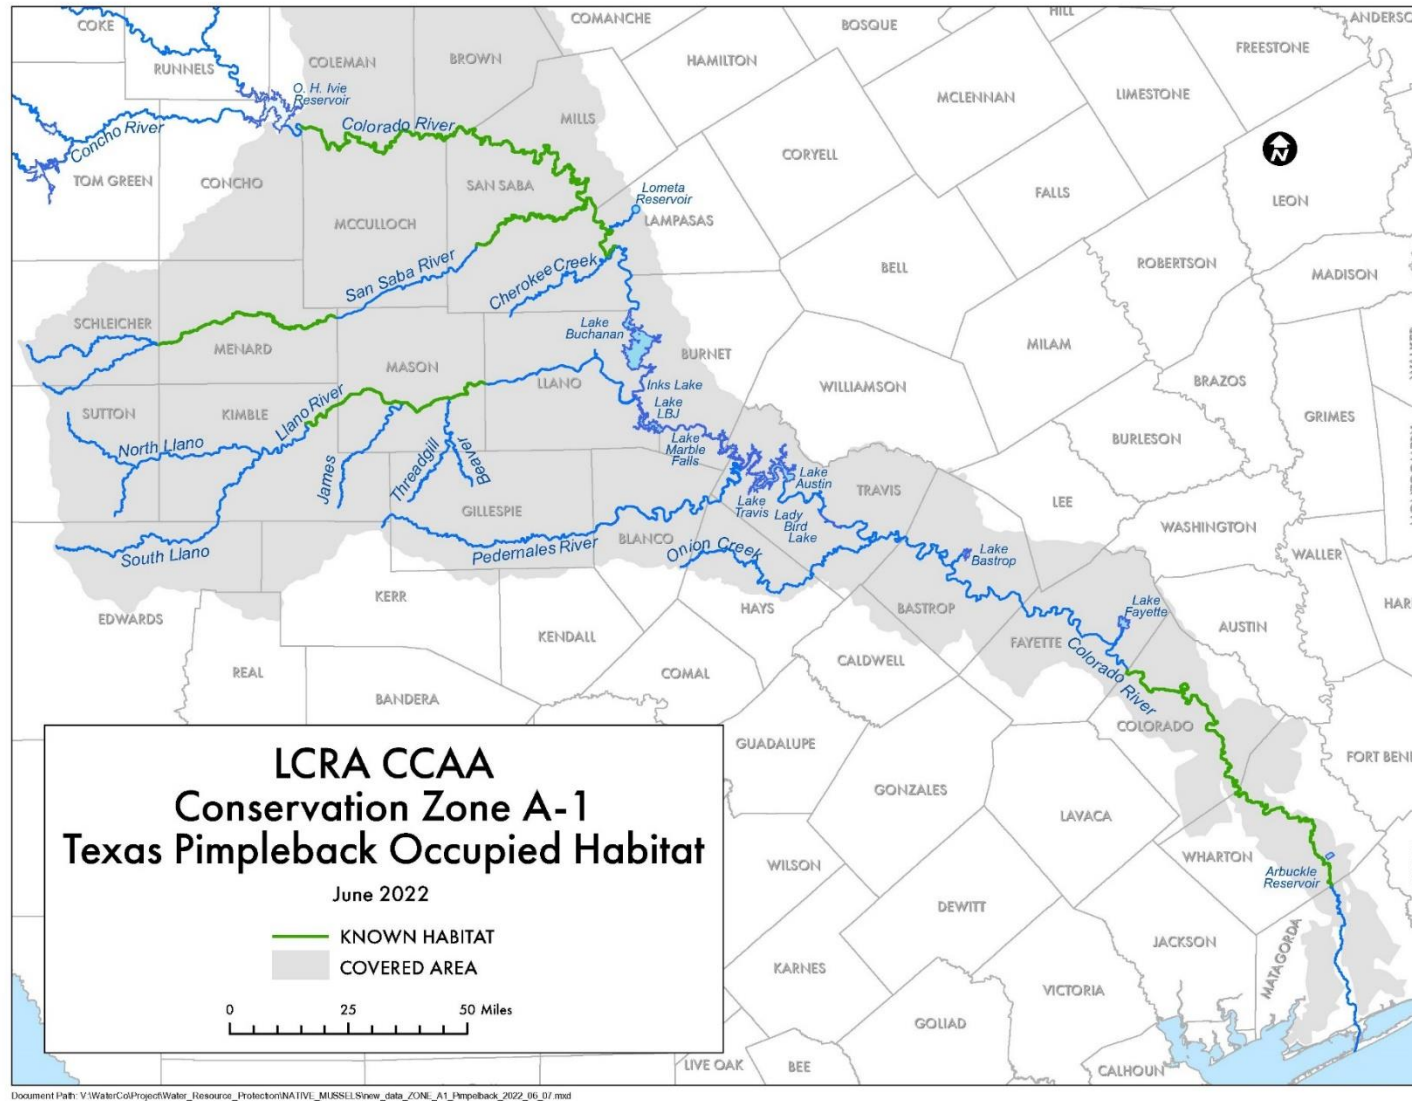 COKE
COMANCHE
BOSQUE
HILL
ANDERSO
RUNNELS
COLEMAN
BROWN
HAMILTON
FREESTONE
O. H. Ivie
Reservoir
MCLENNAN
LIMESTONE
Concho River
Colorado River
MILLS
N
CORYELL
TOM GREEN
CONCHO
SAN SABA
FALLS
LEON
Lometa
Reservoir
MCCULLOCH
LAMPASAS
San Saba River
Cherokee Creek
BELL
ROBERTSON
MADISON
SCHLEICHER
MENARD
Lake
Buchanan
MILAM
MASON
BURNET
LLANO
WILLIAMSON
BRAZOS
SUTTON
KIMBLE
Llano River
Inks Lake
Lake
LBJ
GRIMES
North Llano
Lake
Marble
Falls
BURLESON
James
Threadgill
Beaver
Lake
Austin
TRAVIS
LEE
GILLESPIE
Lake
Travis
Lady
Bird
Lake
WASHINGTON
South Llano
Pedernales River
BLANCO
Onion Creek
Lake
Bastrop
WALLER
KERR
HAYS
BASTROP
Lake
Fayette
HAR
EDWARDS
KENDALL
FAYETTE
AUSTIN
REAL
COMAL
CALDWELL
Colorado River
BANDERA
COLORADO
GUADALUPE
FORT BEN
GONZALES
LAVACA
WILSON
WHARTON
Arbuckle
Reservoir
DEWITT
JACKSON
MATAGORDA
KARNES
VICTORIA
GOLIAD
LIVE OAK
BEE
CALHOUN
LCRA CCAA
Conservation Zone A-1
Texas Pimpleback Occupied Habitat
June 2022
KNOWN HABITAT
COVERED AREA
0 25 50 Miles
Document Path: V:\WaterCo\Project\Water_Resource_Protection\NATIVE_MUSSELS\new_data_ZONE_A1_Pimpelback_2022_06_07.mxd